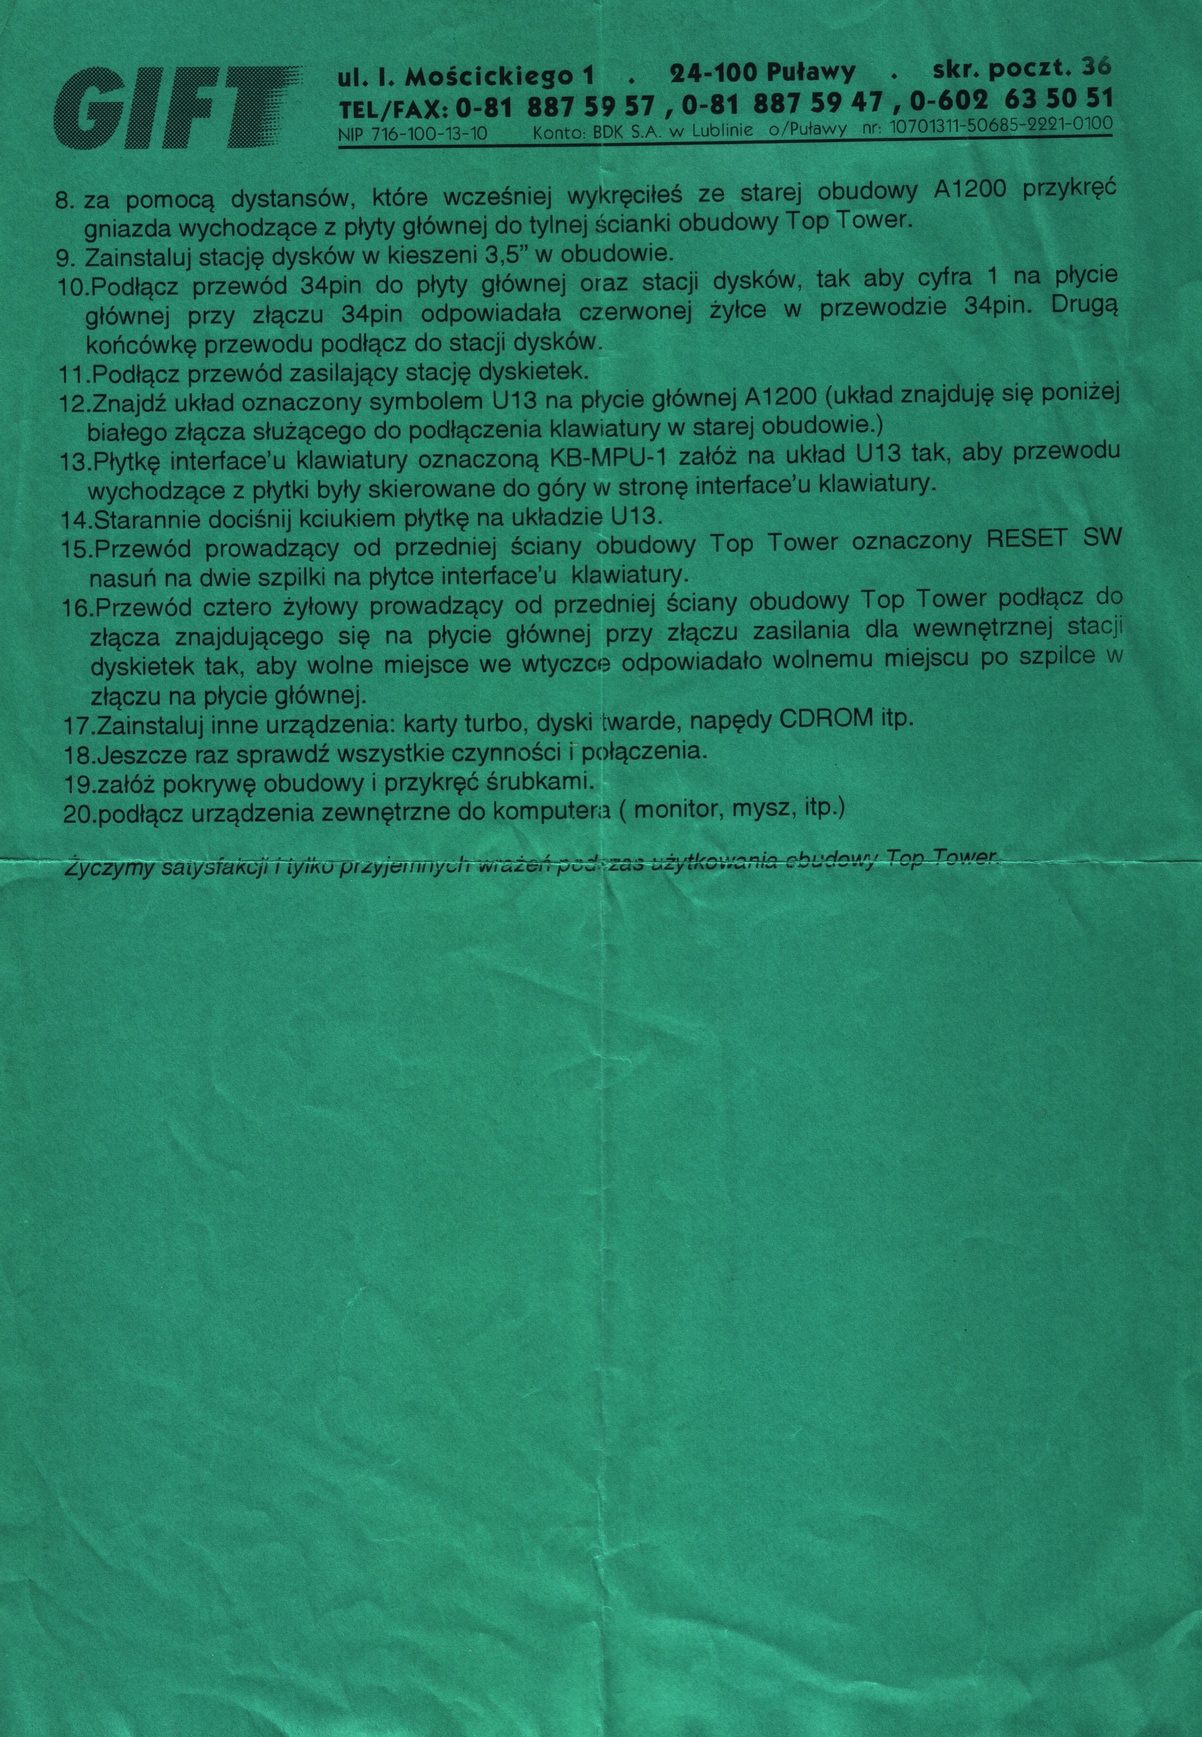 GIFT
ul. I. Mościckiego 1 . 24-100 Puławy . skr. poczt. 36
TEL/FAX: 0-81 887 59 57 , 0-81 887 59 47 , 0-602 63 50 51
NIP 716-100-13-10 Konto: BDK S.A. w Lublinie o/Puławy nr: 10701311-50685-2221-0100
8. za pomocą dystansów, które wcześniej wykręciłeś ze starej obudowy A1200 przykręć
gniazda wychodzące z płyty głównej do tylnej ścianki obudowy Top Tower.
9. Zainstaluj stację dysków w kieszeni 3,5” w obudowie.
10.Podłącz przewód 34pin do płyty głównej oraz stacji dysków, tak aby cyfra 1 na płycie
głównej przy złączu 34pin odpowiadała czerwonej żyłce w przewodzie 34pin. Drugą
końcówkę przewodu podłącz do stacji dysków.
11.Podłącz przewód zasilający stację dyskietek.
12.Znajdź układ oznaczony symbolem U13 na płycie głównej A1200 (układ znajduję się poniżej
białego złącza służącego do podłączenia klawiatury w starej obudowie.)
13.Płytkę interface’u klawiatury oznaczoną KB-MPU-1 załóż na układ U13 tak, aby przewodu
wychodzące z płytki były skierowane do góry w stronę interface’u klawiatury.
14.Starannie dociśnij kciukiem płytkę na układzie U13.
15.Przewód prowadzący od przedniej ściany obudowy Top Tower oznaczony RESET SW
nasuń na dwie szpilki na płytce interface’u klawiatury.
16.Przewód cztero żyłowy prowadzący od przedniej ściany obudowy Top Tower podłącz do
złącza znajdującego się na płycie głównej przy złączu zasilania dla wewnętrznej stacji
dyskietek tak, aby wolne miejsce we wtyczce odpowiadało wolnemu miejscu po szpilce w
złączu na płycie głównej.
17.Zainstaluj inne urządzenia: karty turbo, dyski twarde, napędy CDROM itp.
18.Jeszcze raz sprawdź wszystkie czynności i połączenia.
19.załóż pokrywę obudowy i przykręć śrubkami.
20.podłącz urządzenia zewnętrzne do komputera ( monitor, mysz, itp.)
Życzymy satysfakcji i tylko przyjemnych wrażeń podczas użytkowania obudowy Top Tower.